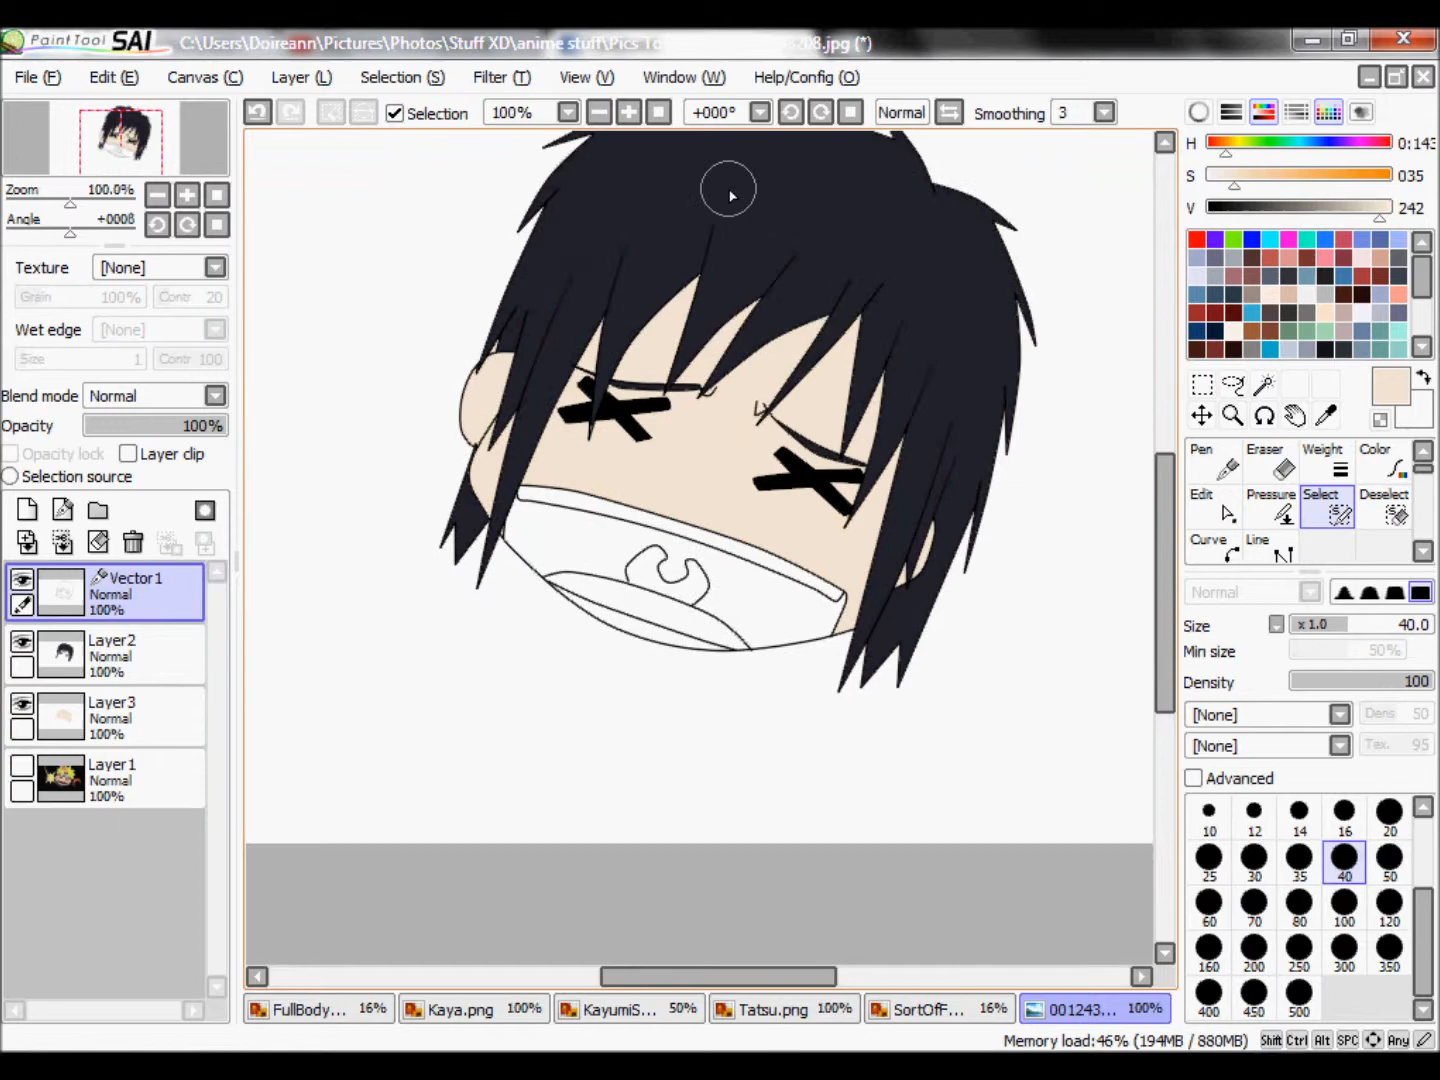 PaintTool SAI C:\Users\Doireann\Pictures\Photos\Stuff XD\anime stuff\Pics To 08.jpg (*)
File (F) Edit (E) Canvas (C) Layer (L) Selection (S) Filter (T) View (V) Window (W) Help/Config (O)
Selection 100% +000° Normal Smoothing 3
Zoom 100.0%
Angle +000ß
Texture [None]
Grain 100% Contr 20
Wet edge [None]
Size 1 Contr 100
Blend mode Normal
Opacity 100%
Opacity lock Layer clip
Selection source
Vector1
Normal
100%
Layer2
Normal
100%
Layer3
Normal
100%
Layer1
Normal
100%
H 0:143
S 035
V 242
Pen Eraser Weight Color
Edit Pressure Select Deselect
Curve Line
Normal
Size x 1.0 40.0
Min size 50%
Density 100
[None] Dens 50
[None] Tex. 95
Advanced
10 12 14 16 20
25 30 35 40 50
60 70 80 100 120
160 200 250 300 350
400 450 500
FullBody... 16% Kaya.png 100% KayumiS... 50% Tatsu.png 100% SortOfF... 16% 001243... 100%
Memory load:46% (194MB / 880MB) Shift Ctrl Alt SPC Any